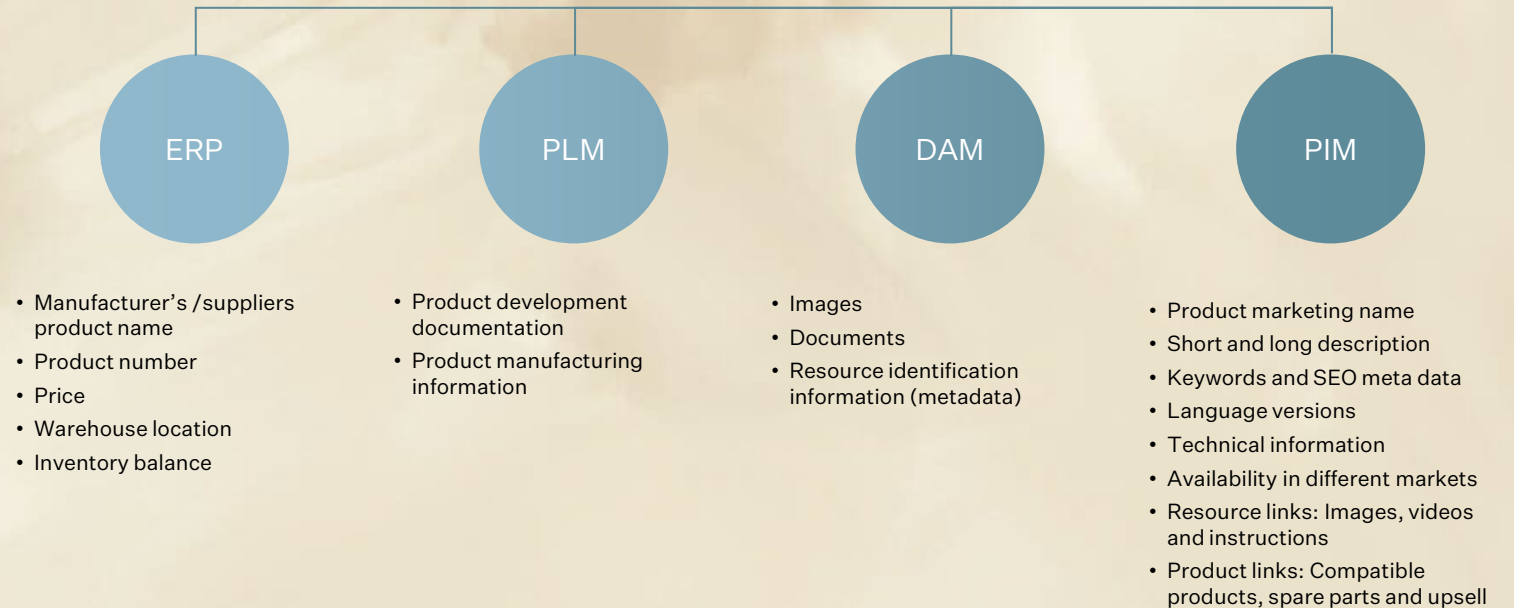 ERP
PLM
DAM
PIM
• Manufacturer's /suppliers
product name
• Product number
• Price
• Warehouse location
• Inventory balance
• Product development
documentation
• Product manufacturing
information
• Images
• Documents
• Resource identification
information (metadata)
• Product marketing name
• Short and long description
• Keywords and SEO meta data
• Language versions
• Technical information
• Availability in different markets
• Resource links: Images, videos
and instructions
• Product links: Compatible
products, spare parts and upsell